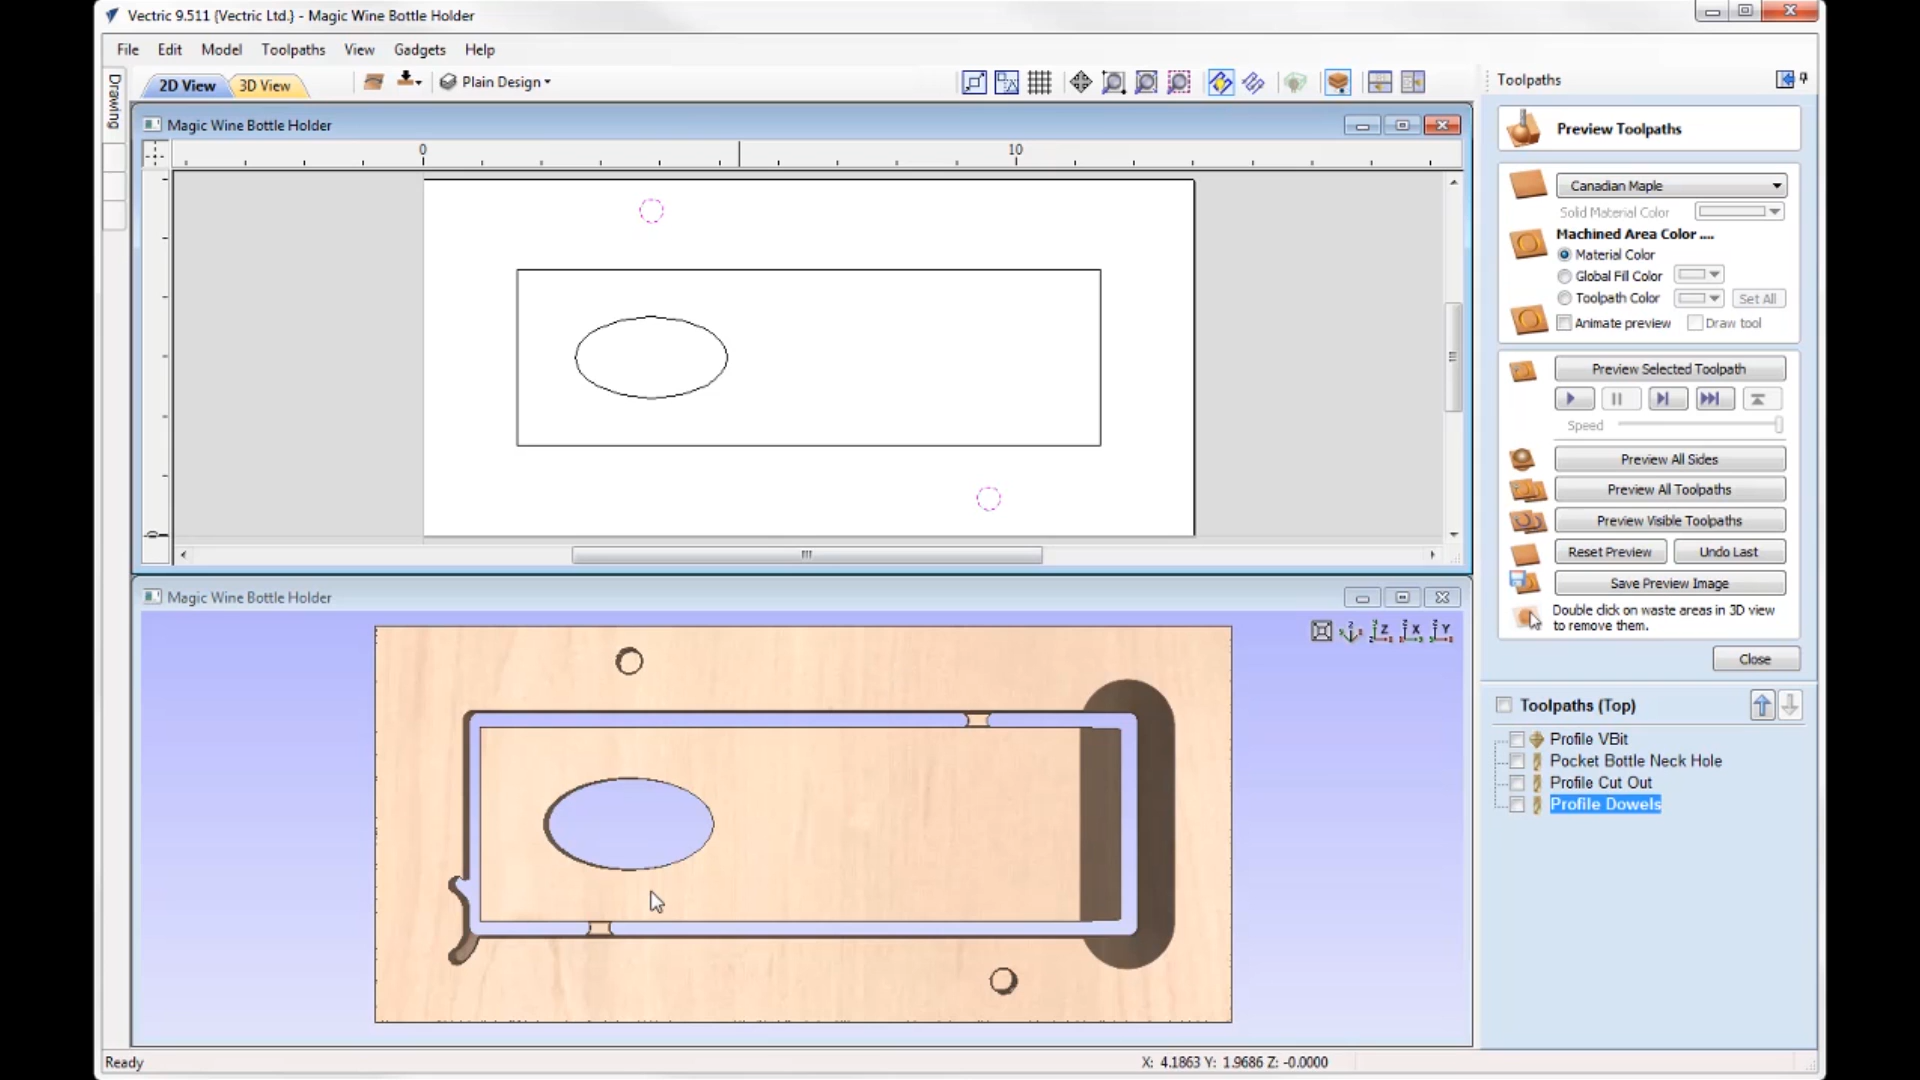 Vectric 9.511 {Vectric Ltd.} - Magic Wine Bottle Holder
File Edit Model Toolpaths View Gadgets Help
Drawing
2D View
3D View
Plain Design
Magic Wine Bottle Holder
0
10
0
Magic Wine Bottle Holder
Z
X
Y
Toolpaths
Preview Toolpaths
Canadian Maple
Solid Material Color
Machined Area Color ....
Material Color
Global Fill Color
Toolpath Color
Set All
Animate preview
Draw tool
Preview Selected Toolpath
Speed
Preview All Sides
Preview All Toolpaths
Preview Visible Toolpaths
Reset Preview
Undo Last
Save Preview Image
Double click on waste areas in 3D view
to remove them.
Close
Toolpaths (Top)
Profile VBit
Pocket Bottle Neck Hole
Profile Cut Out
Profile Dowels
Ready
X: 4.1863 Y: 1.9686 Z: -0.0000